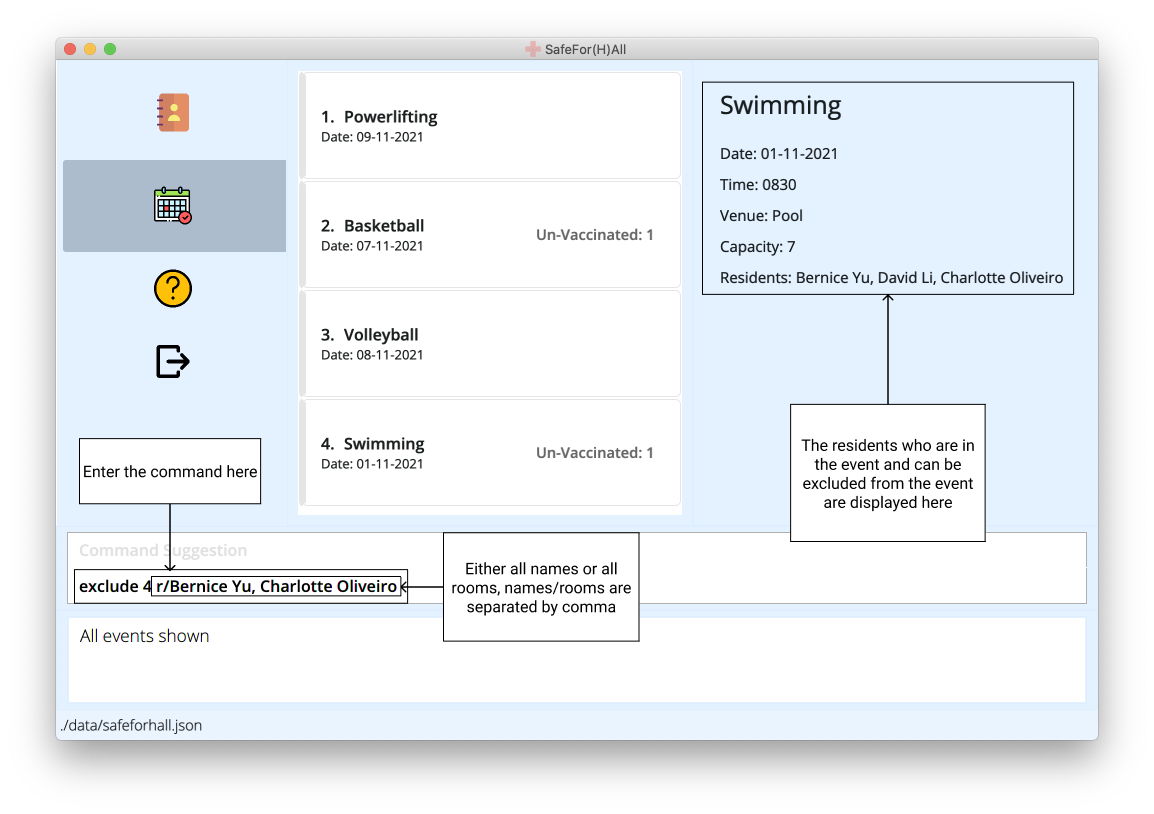 SafeFor(H)All
1. Powerlifting
Date: 09-11-2021
2. Basketball
Date: 07-11-2021
Un-Vaccinated: 1
3. Volleyball
Date: 08-11-2021
4. Swimming
Date: 01-11-2021
Un-Vaccinated: 1
Swimming
Date: 01-11-2021
Time: 0830
Venue: Pool
Capacity: 7
Residents: Bernice Yu, David Li, Charlotte Oliveiro
The residents who are in
the event and can be
excluded from the event
are displayed here
Enter the command here
Command Suggestion
exclude 4 r/Bernice Yu, Charlotte Oliveiro
Either all names or all
rooms, names/rooms are
separated by comma
All events shown
./data/safeforhall.json